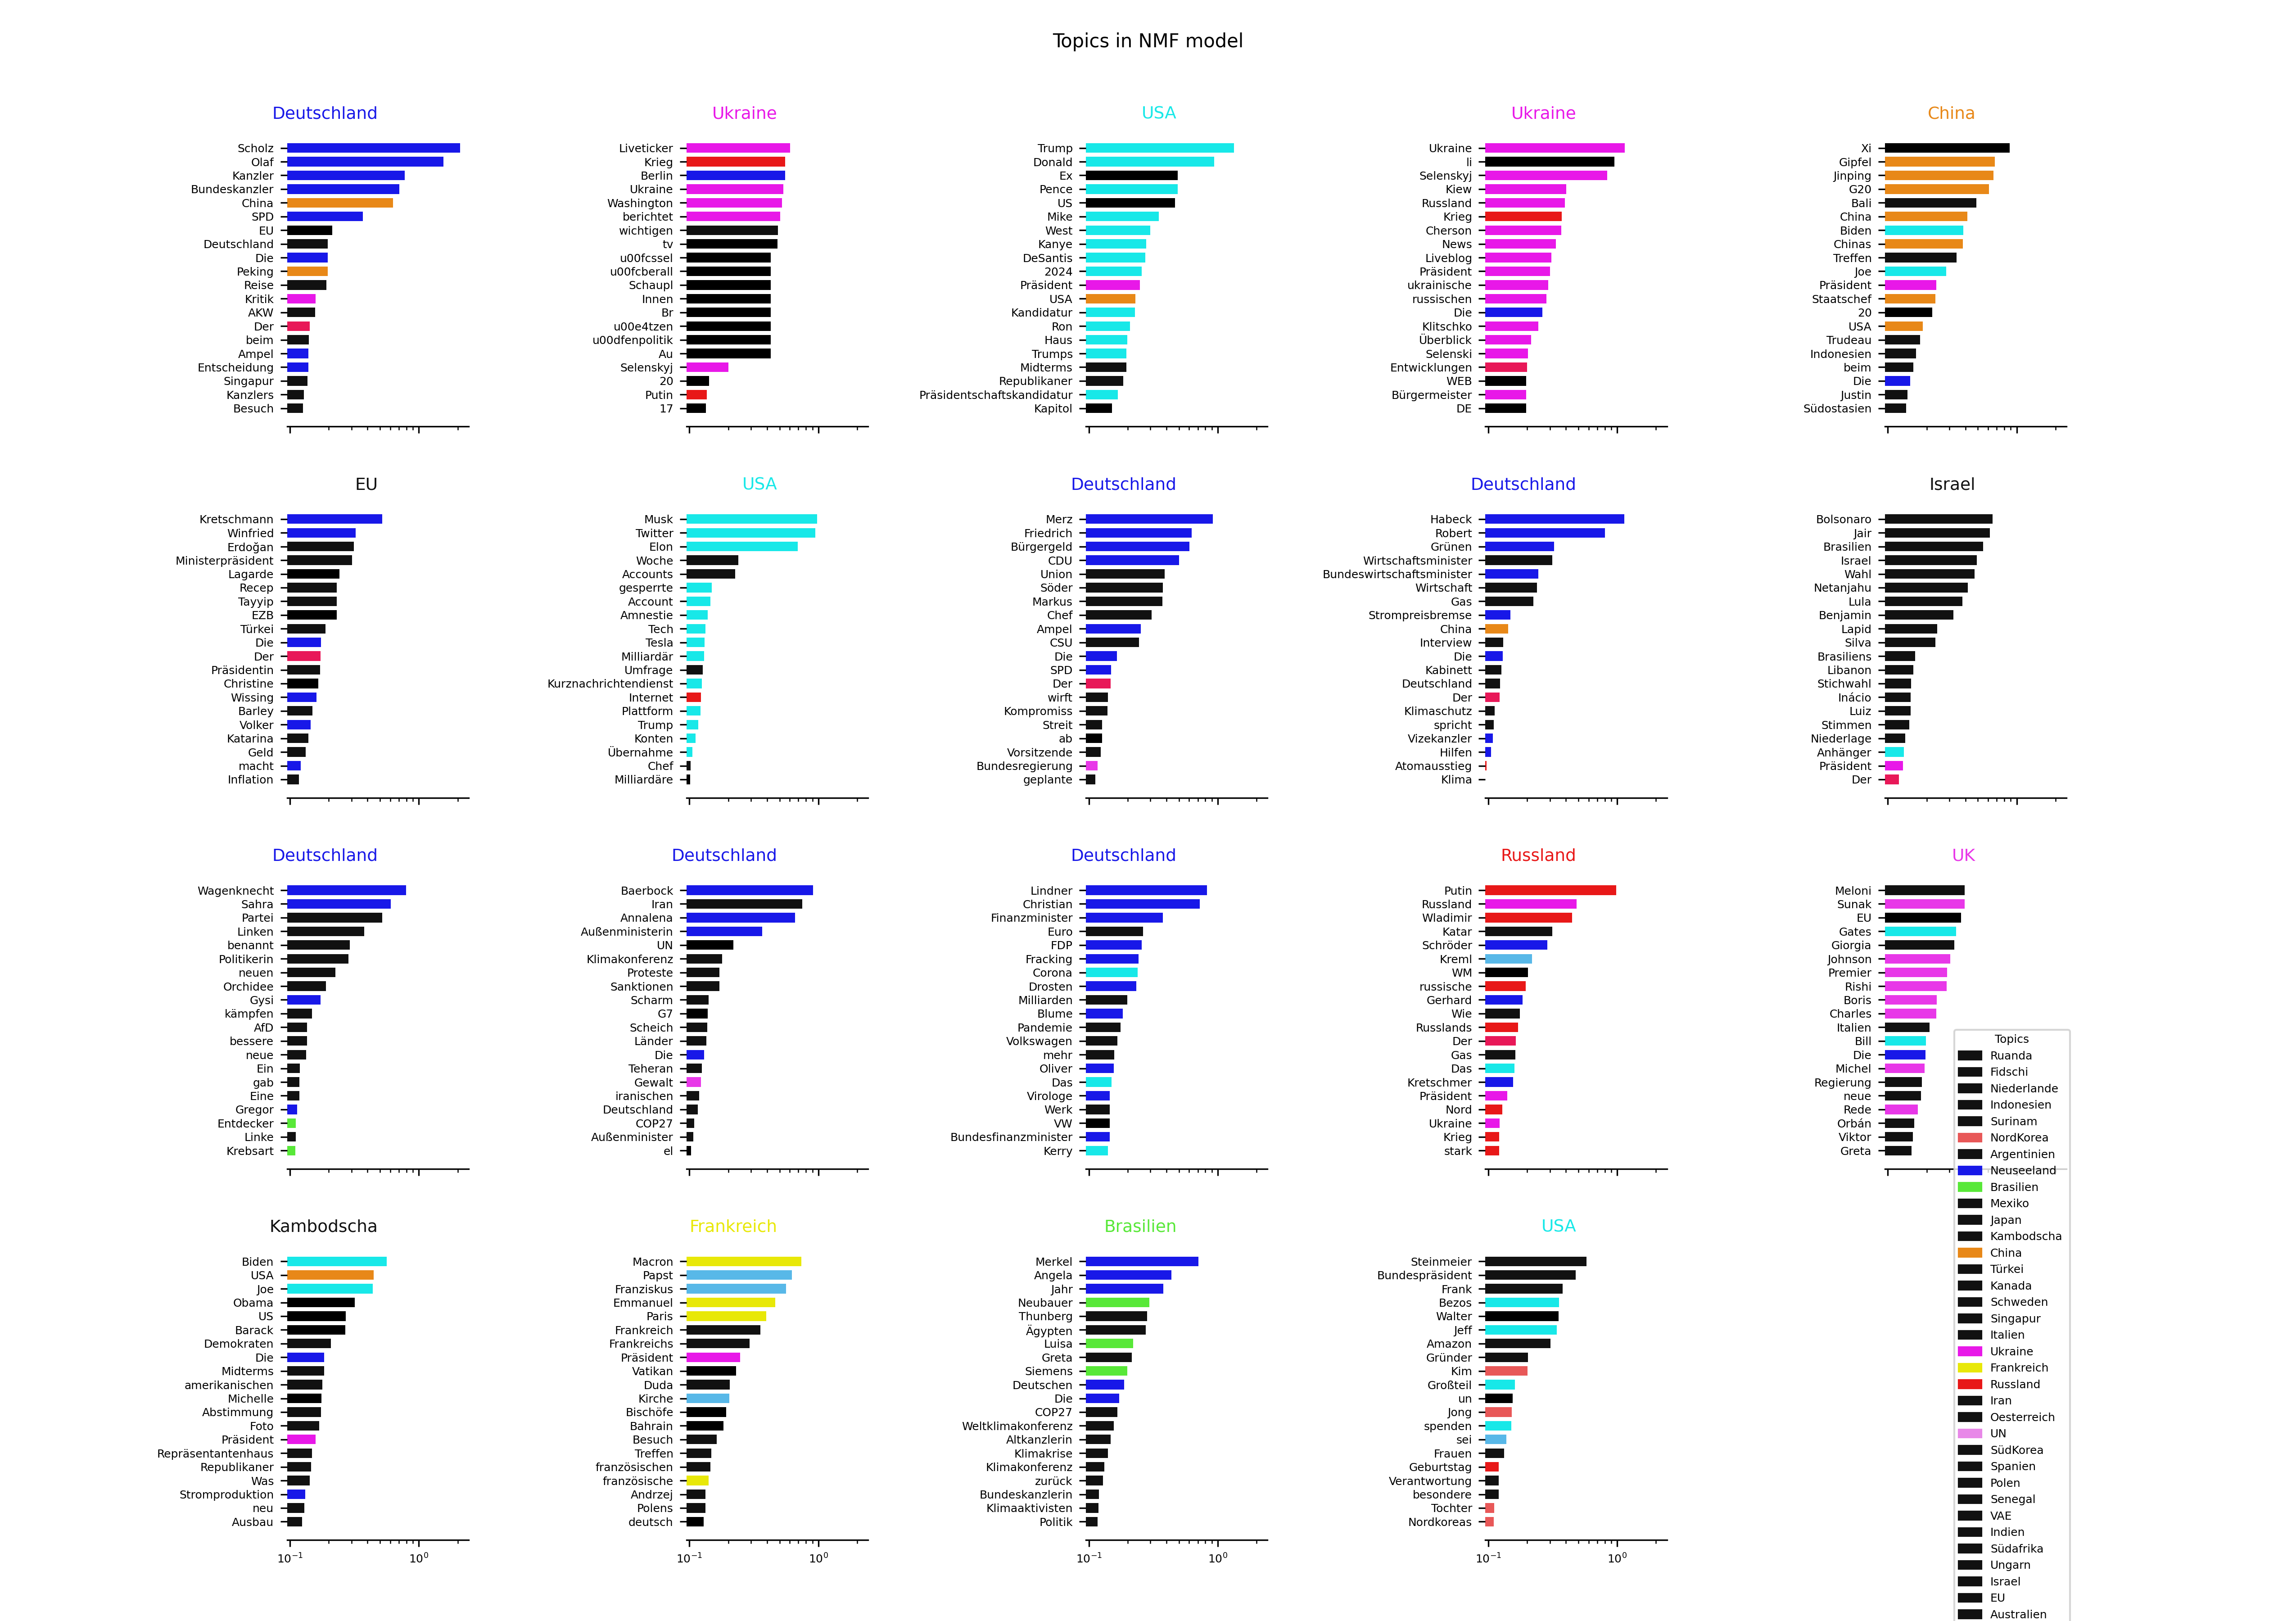 Topics in NMF model
Deutschland
Scholz
Olaf
Kanzler
Bundeskanzler
China
SPD
EU
Deutschland
Die
Peking
Reise
Kritik
AKW
Der
beim
Ampel
Entscheidung
Singapur
Kanzlers
Besuch
Ukraine
Liveticker
Krieg
Berlin
Ukraine
Washington
berichtet
wichtigen
tv
u00fcssel
u00fcberall
Schaupl
Innen
Br
u00e4tzen
u00dfenpolitik
Au
Selenskyj
20
Putin
17
USA
Trump
Donald
Ex
Pence
US
Mike
West
Kanye
DeSantis
2024
Präsident
USA
Kandidatur
Ron
Haus
Trumps
Midterms
Republikaner
Präsidentschaftskandidatur
Kapitol
Ukraine
Ukraine
li
Selenskyj
Kiew
Russland
Krieg
Cherson
News
Liveblog
Präsident
ukrainische
russischen
Die
Klitschko
Überblick
Selenski
Entwicklungen
WEB
Bürgermeister
DE
China
Xi
Gipfel
Jinping
G20
Bali
China
Biden
Chinas
Treffen
Joe
Präsident
Staatschef
20
USA
Trudeau
Indonesien
beim
Die
Justin
Südostasien
EU
Kretschmann
Winfried
Erdoğan
Ministerpräsident
Lagarde
Recep
Tayyip
EZB
Türkei
Die
Der
Präsidentin
Christine
Wissing
Barley
Volker
Katarina
Geld
macht
Inflation
USA
Musk
Twitter
Elon
Woche
Accounts
gesperrte
Account
Amnestie
Tech
Tesla
Milliardär
Umfrage
Kurznachrichtendienst
Internet
Plattform
Trump
Konten
Übernahme
Chef
Milliardäre
Deutschland
Merz
Friedrich
Bürgergeld
CDU
Union
Söder
Markus
Chef
Ampel
CSU
Die
SPD
Der
wirft
Kompromiss
Streit
ab
Vorsitzende
Bundesregierung
geplante
Deutschland
Habeck
Robert
Grünen
Wirtschaftsminister
Bundeswirtschaftsminister
Wirtschaft
Gas
Strompreisbremse
China
Interview
Die
Kabinett
Deutschland
Der
Klimaschutz
spricht
Vizekanzler
Hilfen
Atomausstieg
Klima
Israel
Bolsonaro
Jair
Brasilien
Israel
Wahl
Netanjahu
Lula
Benjamin
Lapid
Silva
Brasiliens
Libanon
Stichwahl
Inácio
Luiz
Stimmen
Niederlage
Anhänger
Präsident
Der
Deutschland
Wagenknecht
Sahra
Partei
Linken
benannt
Politikerin
neuen
Orchidee
Gysi
kämpfen
AfD
bessere
neue
Ein
gab
Eine
Gregor
Entdecker
Linke
Krebsart
Deutschland
Baerbock
Iran
Annalena
Außenministerin
UN
Klimakonferenz
Proteste
Sanktionen
Scharm
G7
Scheich
Länder
Die
Teheran
Gewalt
iranischen
Deutschland
COP27
Außenminister
el
Deutschland
Lindner
Christian
Finanzminister
Euro
FDP
Fracking
Corona
Drosten
Milliarden
Blume
Pandemie
Volkswagen
mehr
Oliver
Das
Virologe
Werk
VW
Bundesfinanzminister
Kerry
Russland
Putin
Russland
Wladimir
Katar
Schröder
Kreml
WM
russische
Gerhard
Wie
Russlands
Der
Gas
Das
Kretschmer
Präsident
Nord
Ukraine
Krieg
stark
UK
Meloni
Sunak
EU
Gates
Giorgia
Johnson
Premier
Rishi
Boris
Charles
Italien
Bill
Die
Michel
Regierung
neue
Rede
Orbán
Viktor
Greta
Kambodscha
Biden
USA
Joe
Obama
US
Barack
Demokraten
Die
Midterms
amerikanischen
Michelle
Abstimmung
Foto
Präsident
Repräsentantenhaus
Republikaner
Was
Stromproduktion
neu
Ausbau
10⁻¹ 10⁰
Frankreich
Macron
Papst
Franziskus
Emmanuel
Paris
Frankreich
Frankreichs
Präsident
Vatikan
Duda
Kirche
Bischöfe
Bahrain
Besuch
Treffen
französischen
französische
Andrzej
Polens
deutsch
10⁻¹ 10⁰
Brasilien
Merkel
Angela
Jahr
Neubauer
Thunberg
Ägypten
Luisa
Greta
Siemens
Deutschen
Die
COP27
Weltklimakonferenz
Altkanzlerin
Klimakrise
Klimakonferenz
zurück
Bundeskanzlerin
Klimaaktivisten
Politik
10⁻¹ 10⁰
USA
Steinmeier
Bundespräsident
Frank
Bezos
Walter
Jeff
Amazon
Gründer
Kim
Großteil
un
Jong
spenden
sei
Frauen
Geburtstag
Verantwortung
besondere
Tochter
Nordkoreas
10⁻¹ 10⁰
Topics
Ruanda
Fidschi
Niederlande
Indonesien
Surinam
NordKorea
Argentinien
Neuseeland
Brasilien
Mexiko
Japan
Kambodscha
China
Türkei
Kanada
Schweden
Singapur
Italien
Ukraine
Frankreich
Russland
Iran
Oesterreich
UN
SüdKorea
Spanien
Polen
Senegal
VAE
Indien
Südafrika
Ungarn
Israel
EU
Australien